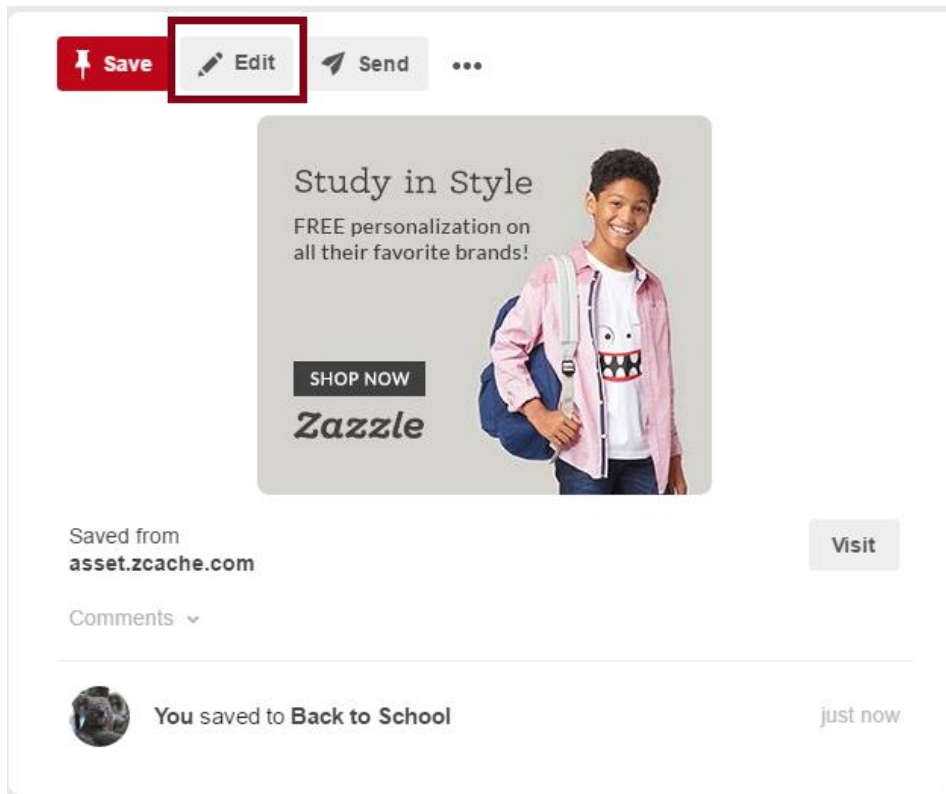 Save Edit Send •••
Study in Style
FREE personalization on
all their favorite brands!
SHOP NOW
Zazzle
Saved from
asset.zcache.com
Visit
Comments
You saved to Back to School
just now